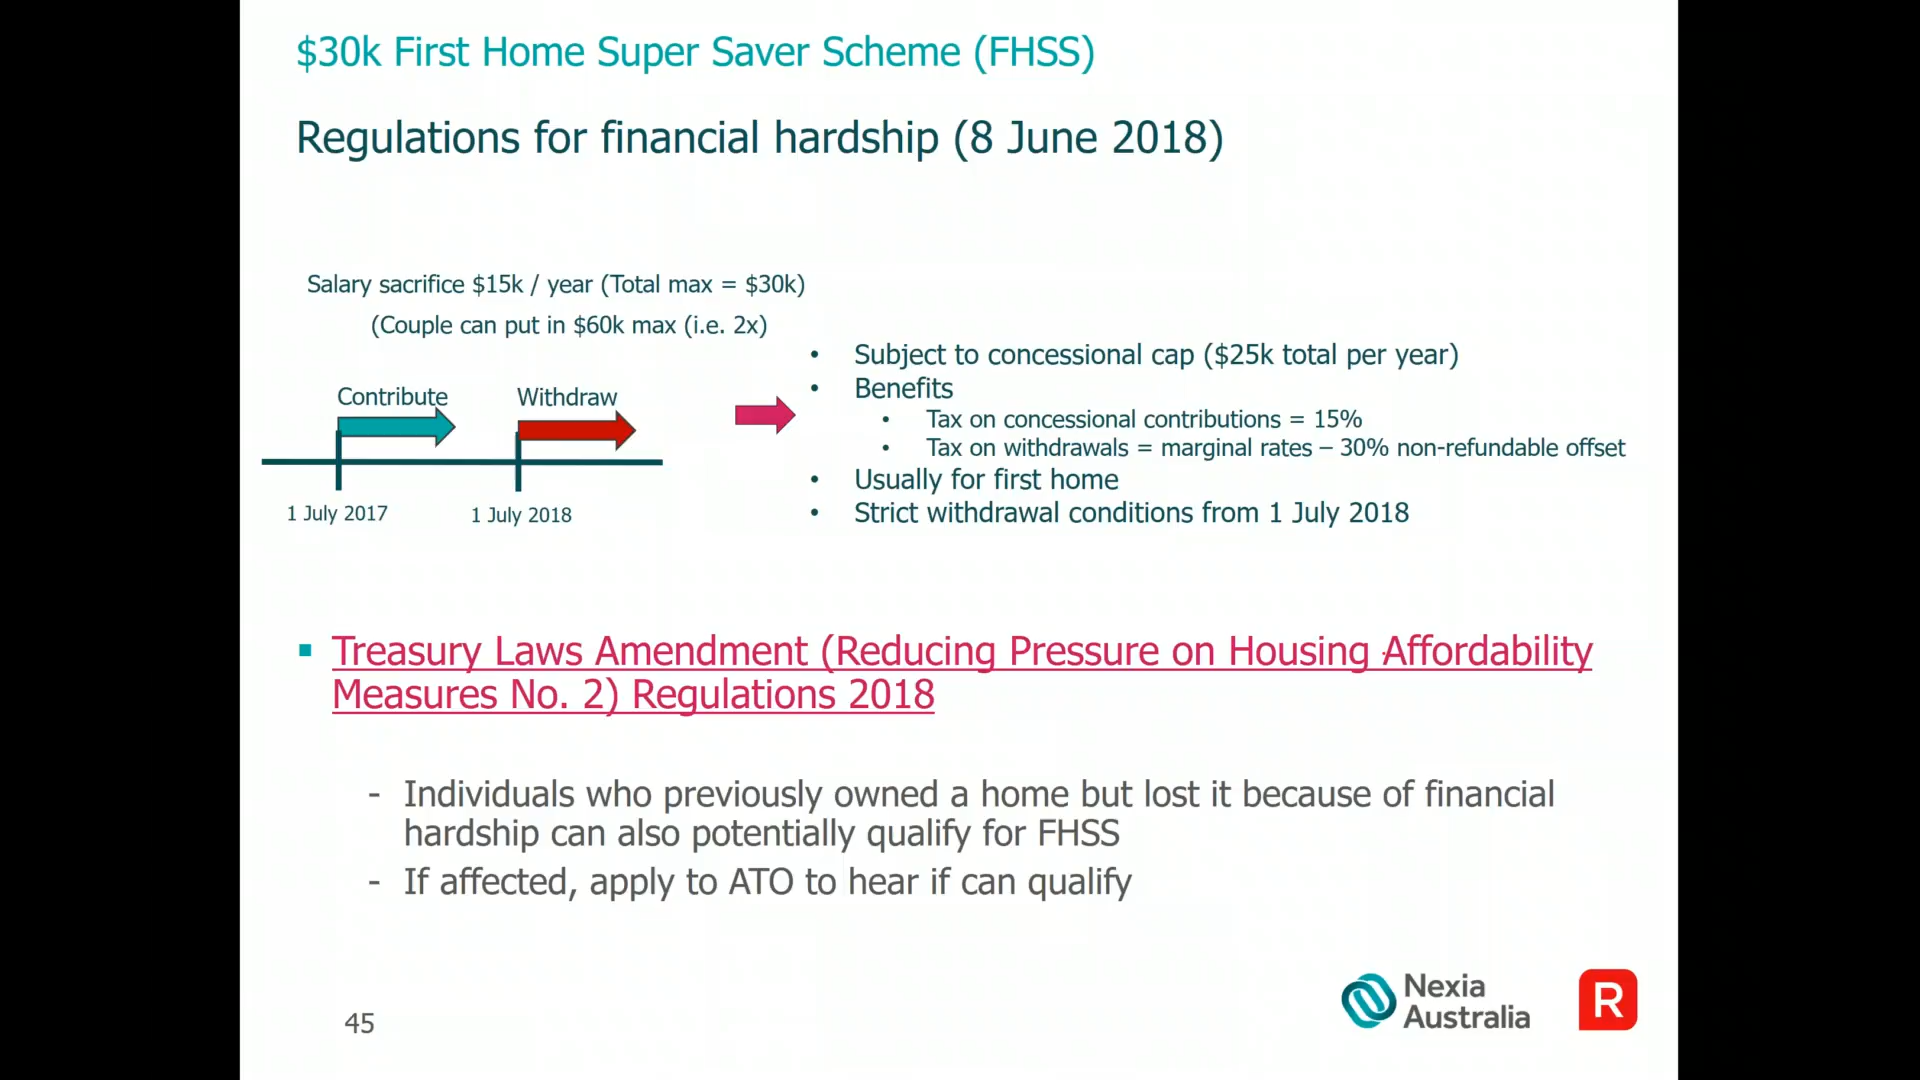 $30k First Home Super Saver Scheme (FHSS)
Regulations for financial hardship (8 June 2018)
Salary sacrifice $15k / year (Total max = $30k)
(Couple can put in $60k max (i.e. 2x)
Contribute
Withdraw
1 July 2017
1 July 2018
• Subject to concessional cap ($25k total per year)
• Benefits
• Tax on concessional contributions = 15%
• Tax on withdrawals = marginal rates – 30% non-refundable offset
• Usually for first home
• Strict withdrawal conditions from 1 July 2018
▪ Treasury Laws Amendment (Reducing Pressure on Housing Affordability
Measures No. 2) Regulations 2018
- Individuals who previously owned a home but lost it because of financial
hardship can also potentially qualify for FHSS
- If affected, apply to ATO to hear if can qualify
45
Nexia
Australia
R